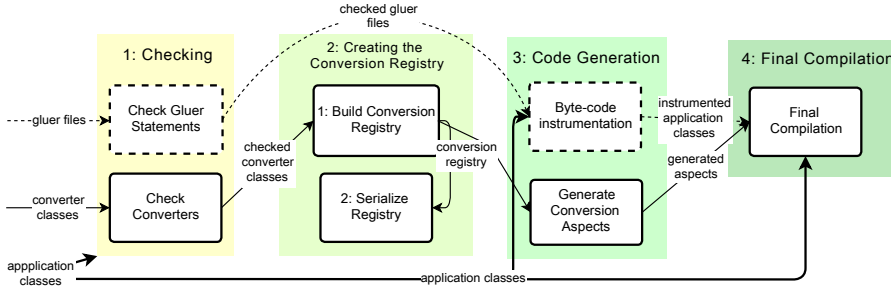 checked gluer
files
1: Checking
2: Creating the
Conversion Registry
3: Code Generation
4: Final Compilation
gluer files
Check Gluer
Statements
1: Build Conversion
Registry
Byte-code
instrumentation
instrumented
application
classes
Final
Compilation
checked
converter
classes
conversion
registry
generated
aspects
converter
classes
Check
Converters
2: Serialize
Registry
Generate
Conversion
Aspects
appplication
classes
application classes